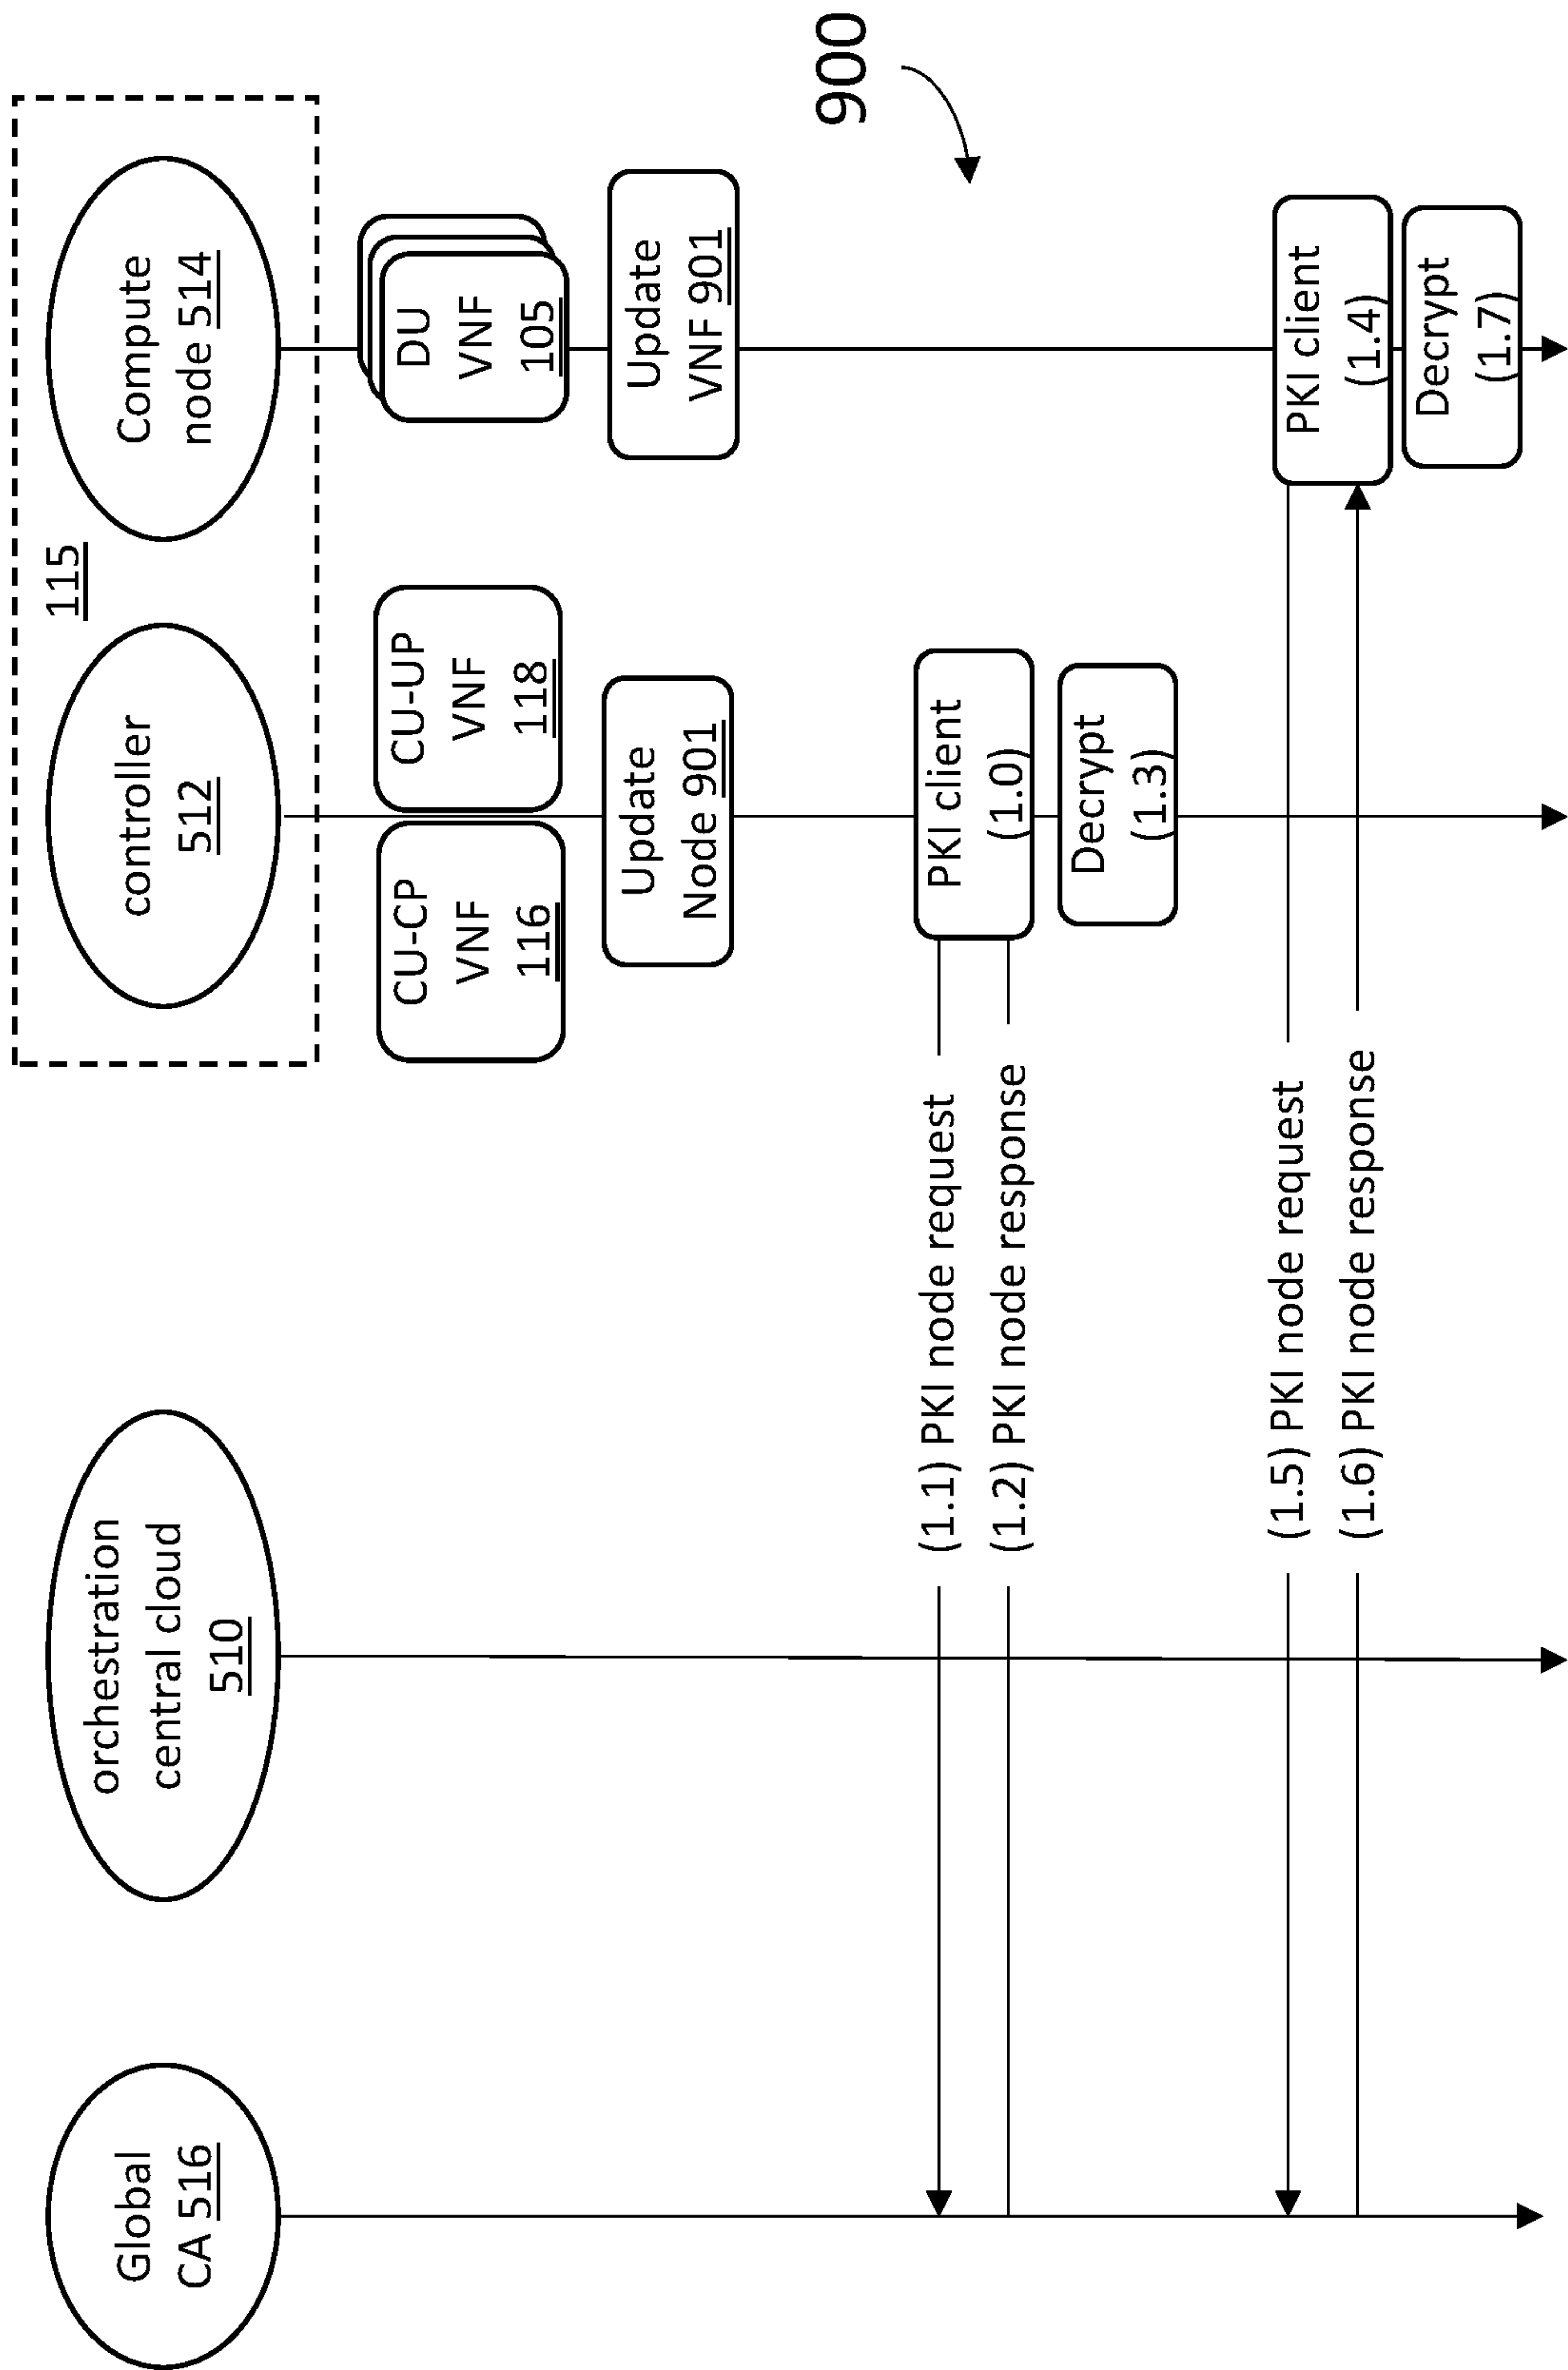 Global
CA 516
orchestration
central cloud
510
controller
512
115
Compute
node 514
CU-CP
VNF
116
CU-UP
VNF
118
DU
VNF
105
Update
Node 901
Update
VNF 901
900
PKI client
(1.0)
(1.1) PKI node request
(1.2) PKI node response
Decrypt
(1.3)
PKI client
(1.4)
(1.5) PKI node request
(1.6) PKI node response
Decrypt
(1.7)